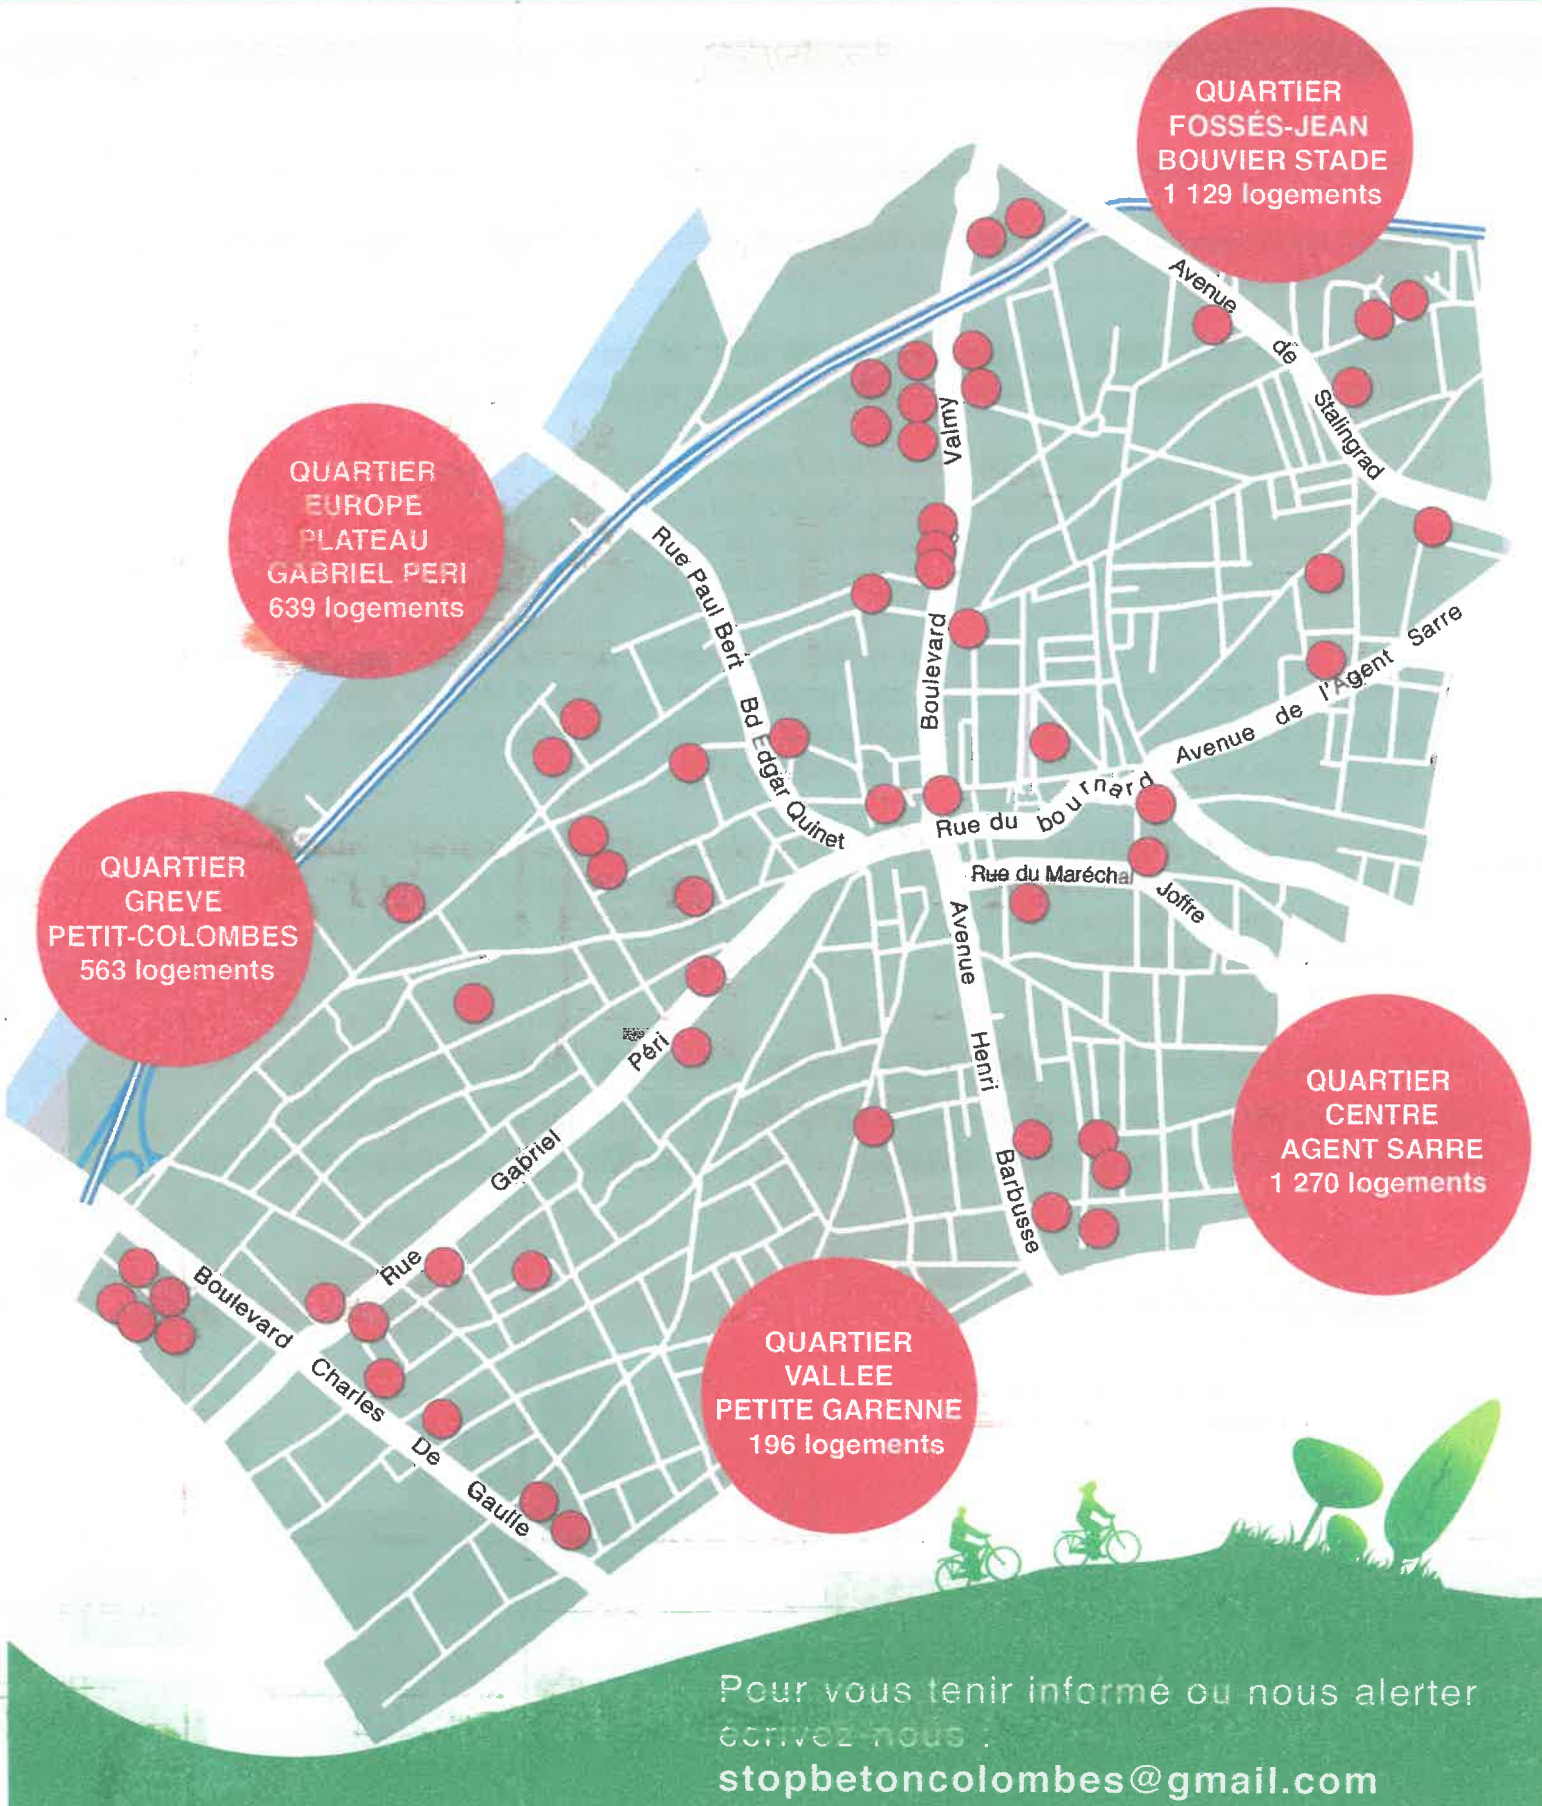 QUARTIER
FOSSÉS-JEAN
BOUVIER STADE
1 129 logements
Avenue
de
Stalingrad
QUARTIER
EUROPE
PLATEAU
GABRIEL PERI
639 logements
Valmy
Boulevard
Rue Paul Bert
Bd Edgar Quinet
Avenue de l'Agent Sarre
Rue du bournard
Rue du Maréchal
Joffre
QUARTIER
GREVE
PETIT-COLOMBES
563 logements
Avenue
Henri
Barbusse
Rue
Gabriel
Péri
QUARTIER
CENTRE
AGENT SARRE
1 270 logements
Boulevard
Charles
De
Gaulle
QUARTIER
VALLEE
PETITE GARENNE
196 logements
Pour vous tenir informé ou nous alerter
ecrivez-nous :
stopbetoncolombes@gmail.com